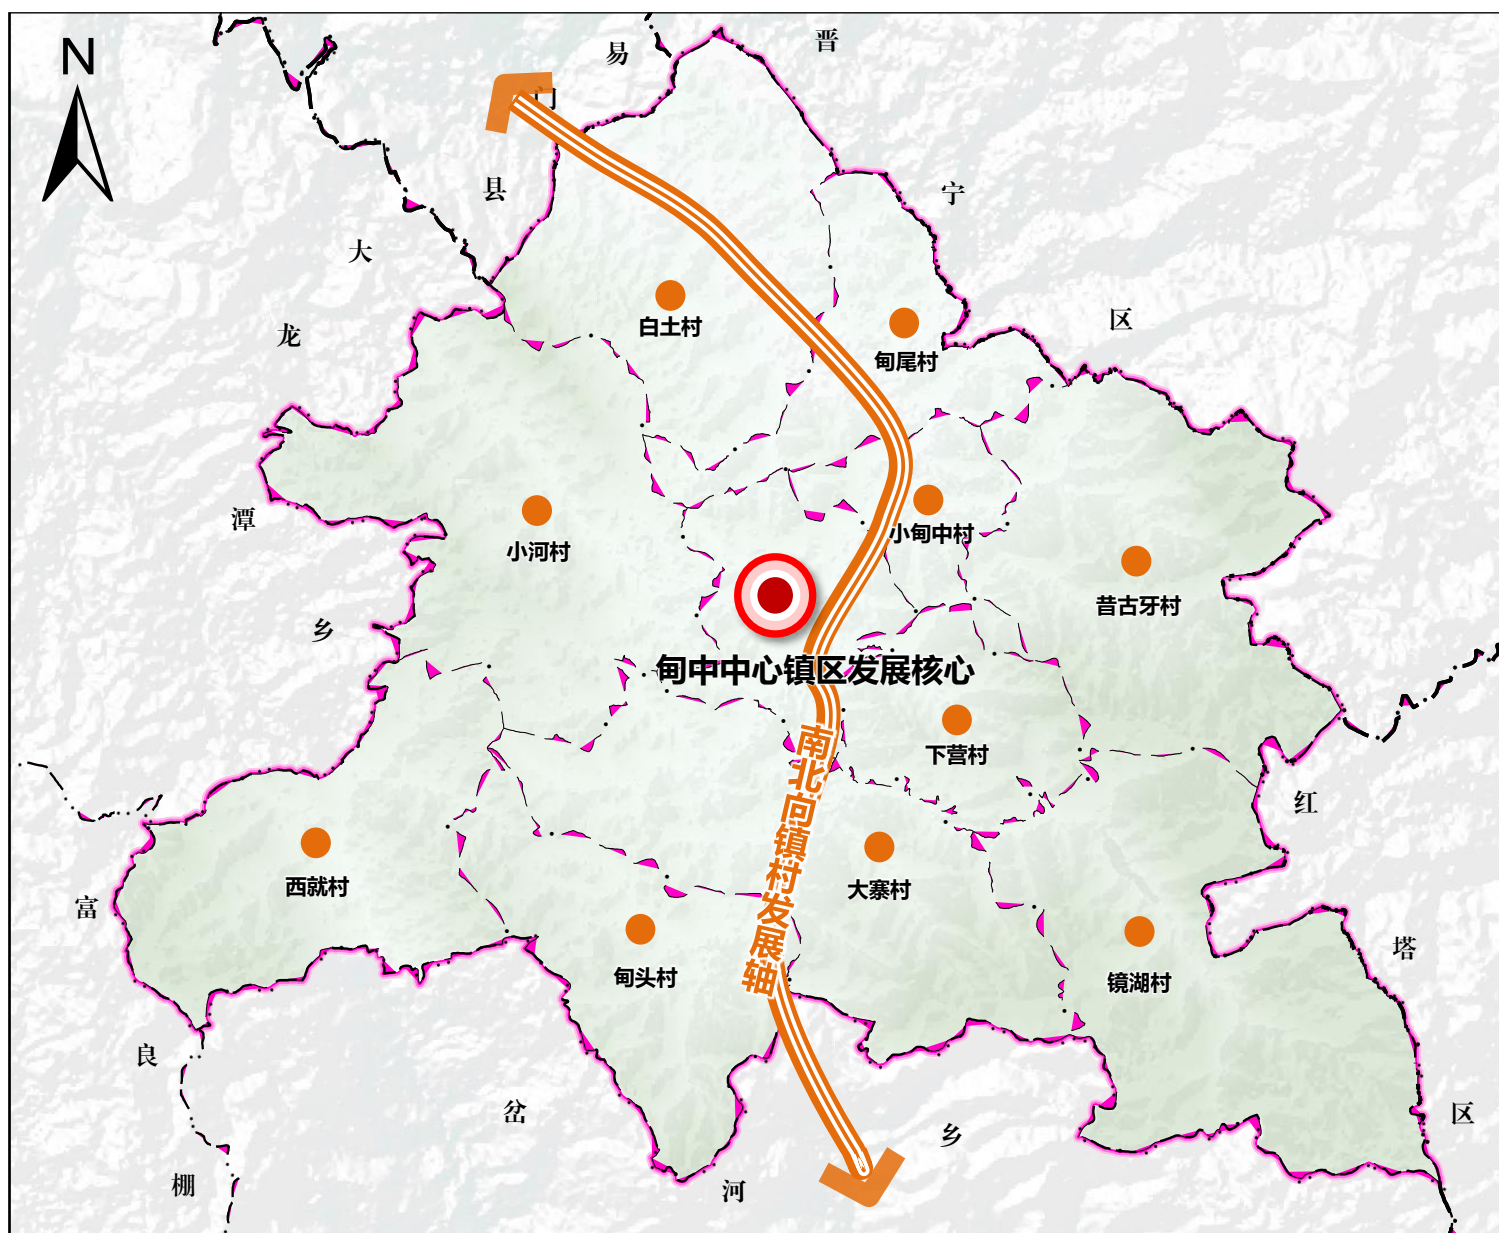 N
易
晋
门
县
宁
大
龙
区
白土村
甸尾村
潭
小河村
小甸中村
昔古牙村
乡
甸中中心镇区发展核心
下营村
南北向镇村发展轴
红
西就村
大寨村
富
塔
甸头村
镜湖村
良
岔
乡
区
棚
河